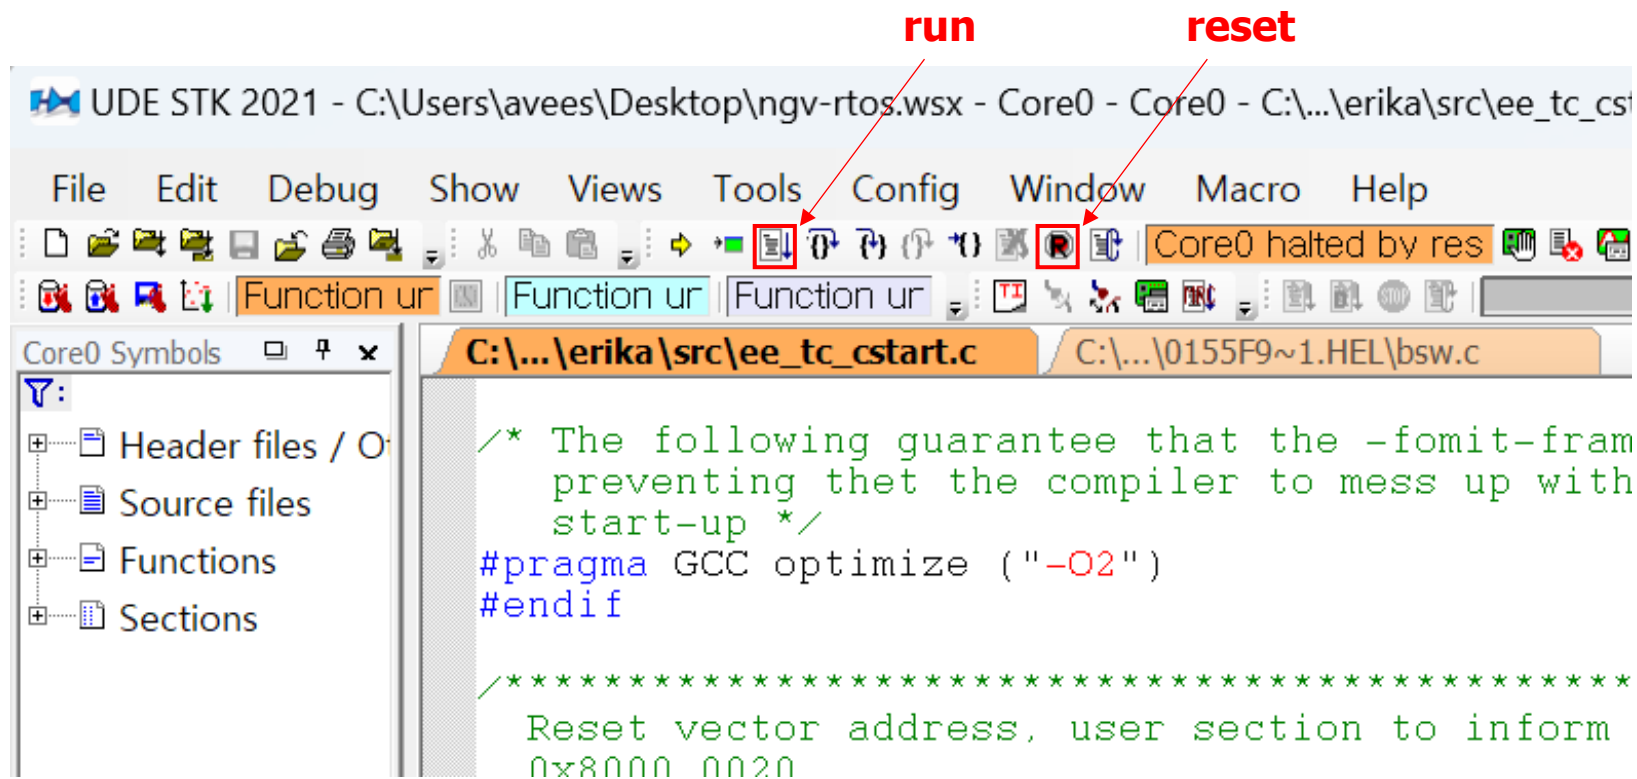 run reset
UDE STK 2021 - C:\Users\avees\Desktop\ngv-rtos.wsx - Core0 - Core0 - C:\...\erika\src\ee_tc_cst
File Edit Debug Show Views Tools Config Window Macro Help
Core0 halted by res
Function ur Function ur Function ur
Core0 Symbols
C:\...\erika\src\ee_tc_cstart.c C:\...\0155F9~1.HEL\bsw.c
Header files / Ot
Source files
Functions
Sections
/* The following guarantee that the -fomit-fram
preventing thet the compiler to mess up with
start-up */
#pragma GCC optimize ("-O2")
#endif
/**********************************************
Reset vector address, user section to inform
0x8000 0020